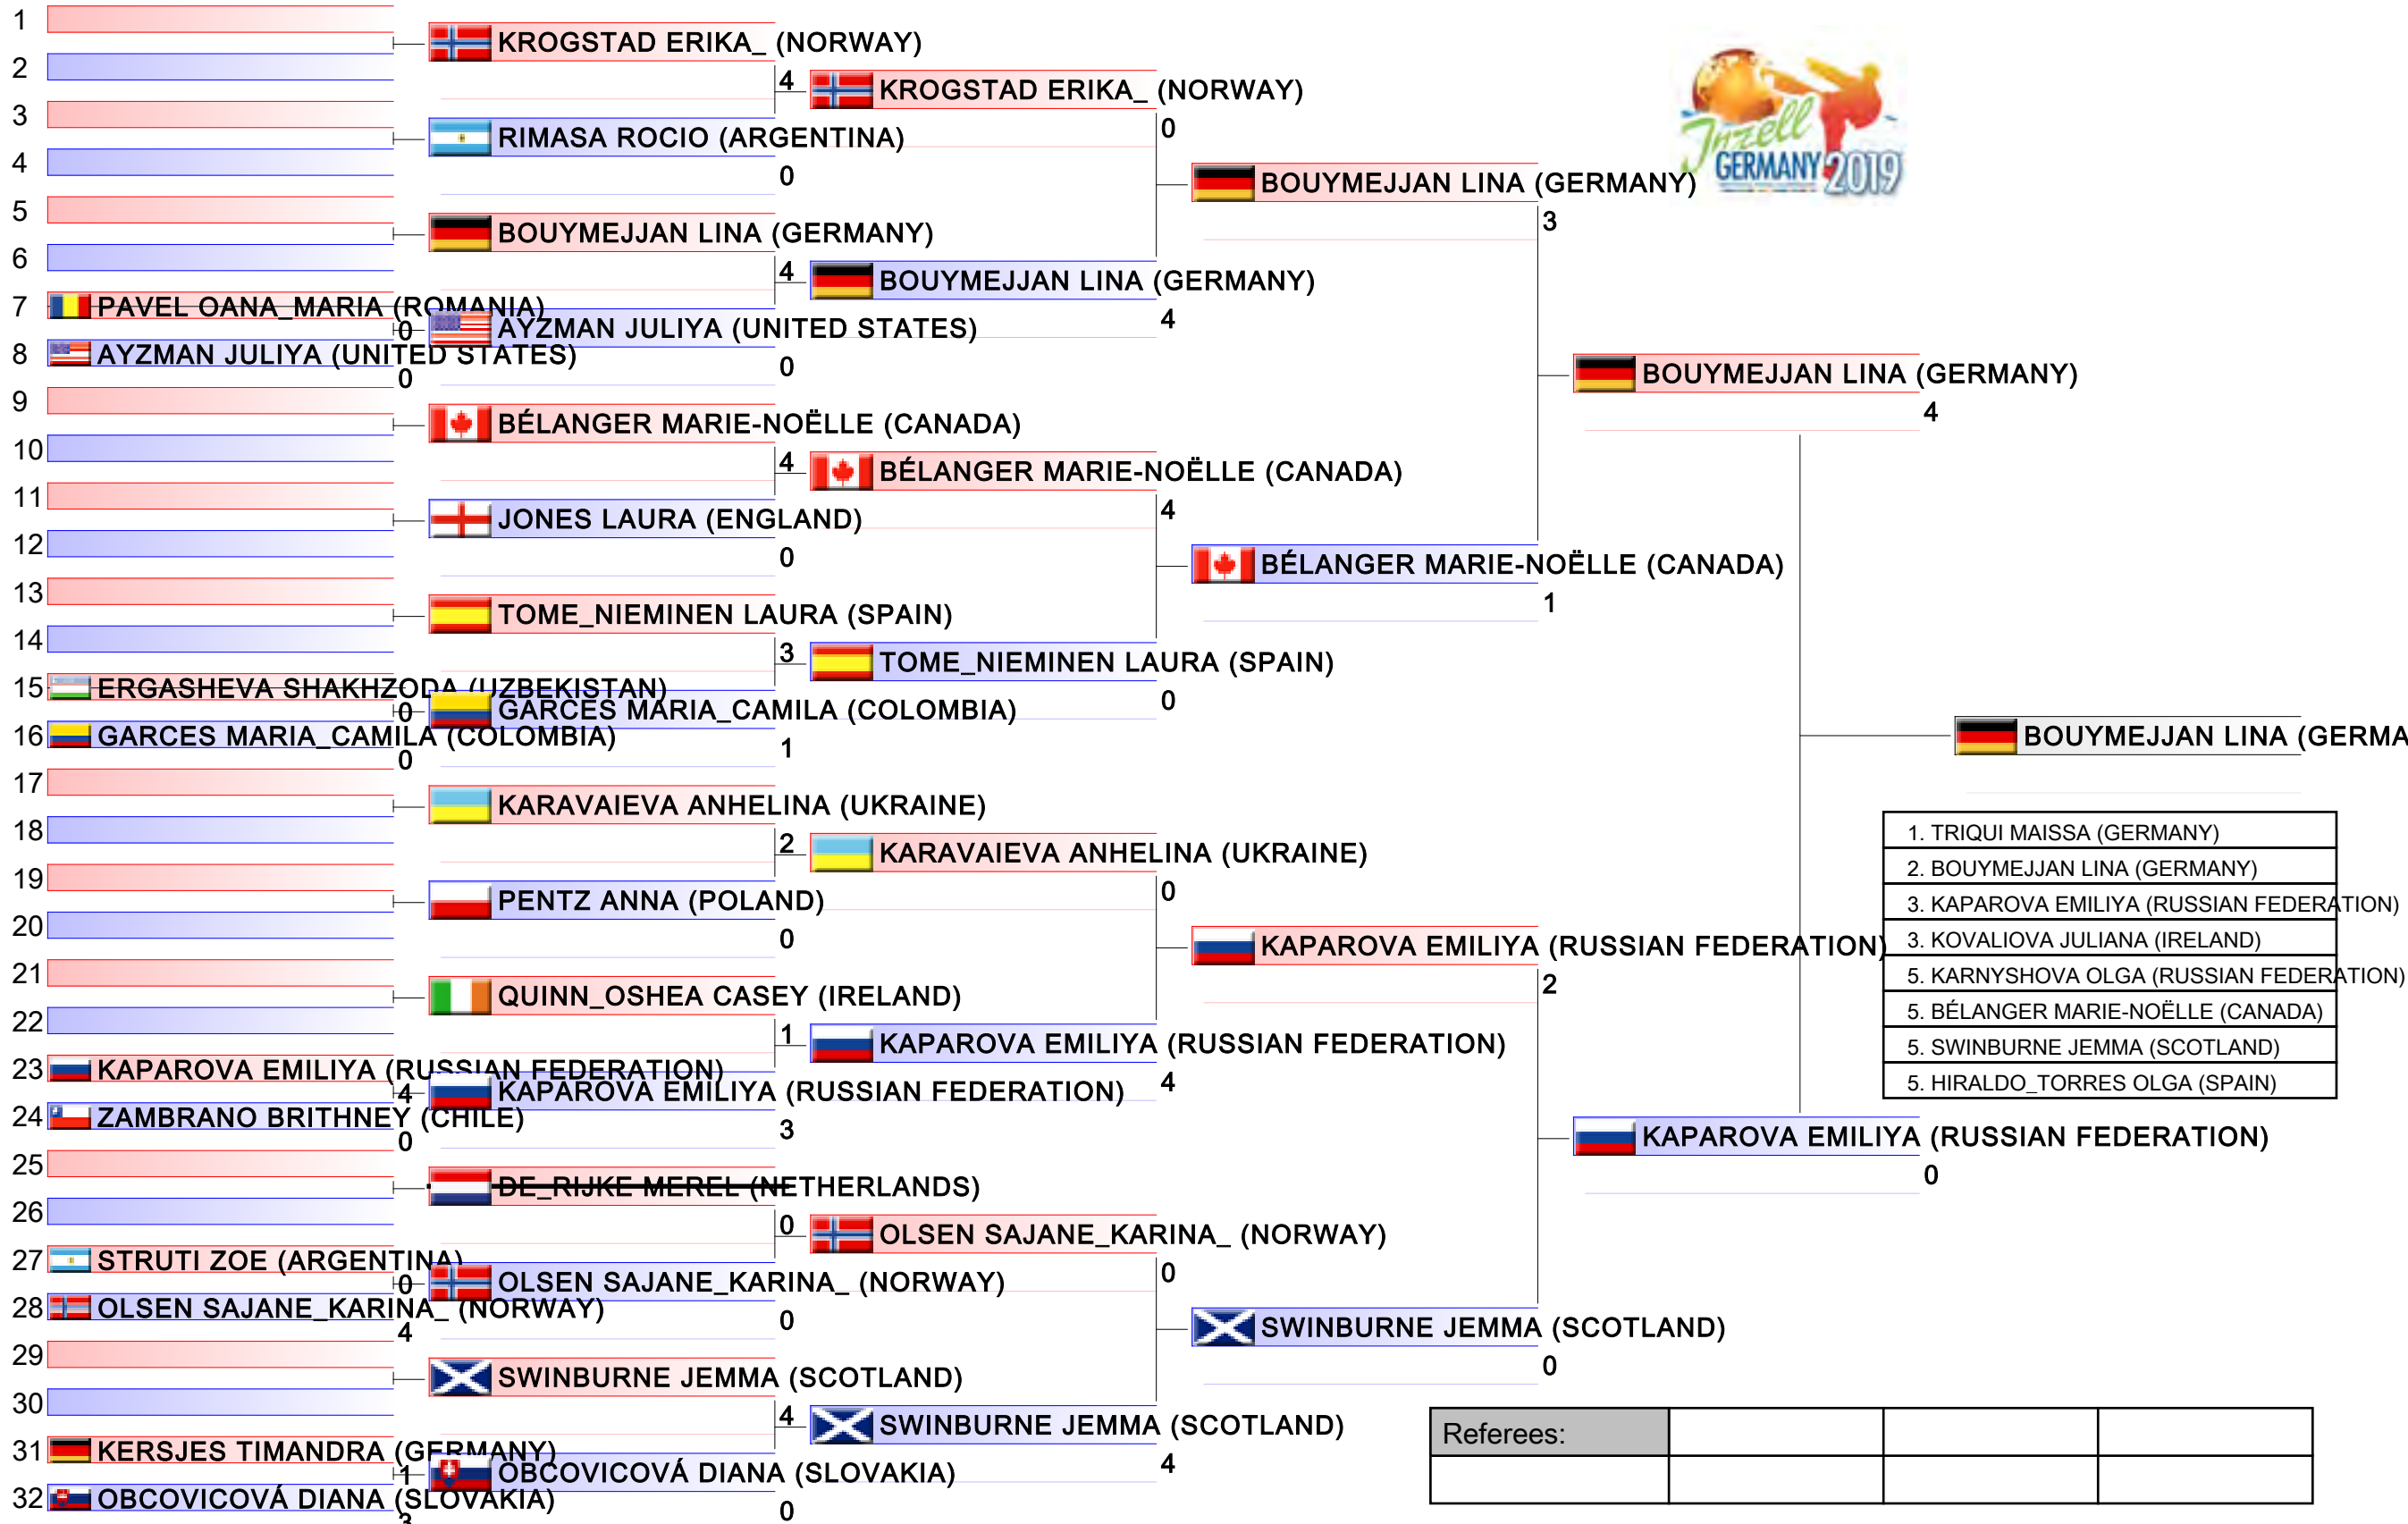 1
KROGSTAD ERIKA_ (NORWAY)
2
4
KROGSTAD ERIKA_ (NORWAY)
3
0
RIMASA ROCIO (ARGENTINA)
4
0
Inzell
GERMANY 2019
BOUYMEJJAN LINA (GERMANY)
3
5
BOUYMEJJAN LINA (GERMANY)
6
4
BOUYMEJJAN LINA (GERMANY)
4
7 PAVEL OANA_MARIA (ROMANIA)
0
AYZMAN JULIYA (UNITED STATES)
8 AYZMAN JULIYA (UNITED STATES)
0
0
BOUYMEJJAN LINA (GERMANY)
4
9
BÉLANGER MARIE-NOËLLE (CANADA)
10
4
BÉLANGER MARIE-NOËLLE (CANADA)
4
11
JONES LAURA (ENGLAND)
12
0
BÉLANGER MARIE-NOËLLE (CANADA)
1
13
TOME_NIEMINEN LAURA (SPAIN)
14
3
TOME_NIEMINEN LAURA (SPAIN)
0
15 ERGASHEVA SHAKHZODA (UZBEKISTAN)
0
GARCES MARIA_CAMILA (COLOMBIA)
16 GARCES MARIA_CAMILA (COLOMBIA)
0
1
BOUYMEJJAN LINA (GERMA
17
KARAVAIEVA ANHELINA (UKRAINE)
18
2
KARAVAIEVA ANHELINA (UKRAINE)
0
19
PENTZ ANNA (POLAND)
20
0
KAPAROVA EMILIYA (RUSSIAN FEDERATION)
2
1. TRIQUI MAISSA (GERMANY)
2. BOUYMEJJAN LINA (GERMANY)
3. KAPAROVA EMILIYA (RUSSIAN FEDERATION)
3. KOVALIOVA JULIANA (IRELAND)
5. KARNYSHOVA OLGA (RUSSIAN FEDERATION)
5. BÉLANGER MARIE-NOËLLE (CANADA)
5. SWINBURNE JEMMA (SCOTLAND)
5. HIRALDO_TORRES OLGA (SPAIN)
21
QUINN_OSHEA CASEY (IRELAND)
22
1
KAPAROVA EMILIYA (RUSSIAN FEDERATION)
4
23 KAPAROVA EMILIYA (RUSSIAN FEDERATION)
4
KAPAROVA EMILIYA (RUSSIAN FEDERATION)
24 ZAMBRANO BRITHNEY (CHILE)
0
3
KAPAROVA EMILIYA (RUSSIAN FEDERATION)
0
25
DE_RIJKE MEREL (NETHERLANDS)
26
0
OLSEN SAJANE_KARINA_ (NORWAY)
0
27 STRUTI ZOE (ARGENTINA)
0
OLSEN SAJANE_KARINA_ (NORWAY)
28 OLSEN SAJANE_KARINA_ (NORWAY)
4
0
SWINBURNE JEMMA (SCOTLAND)
0
29
SWINBURNE JEMMA (SCOTLAND)
30
4
SWINBURNE JEMMA (SCOTLAND)
4
31 KERSJES TIMANDRA (GERMANY)
1
OBCOVICOVÁ DIANA (SLOVAKIA)
32 OBCOVICOVÁ DIANA (SLOVAKIA)
3
0
Referees: